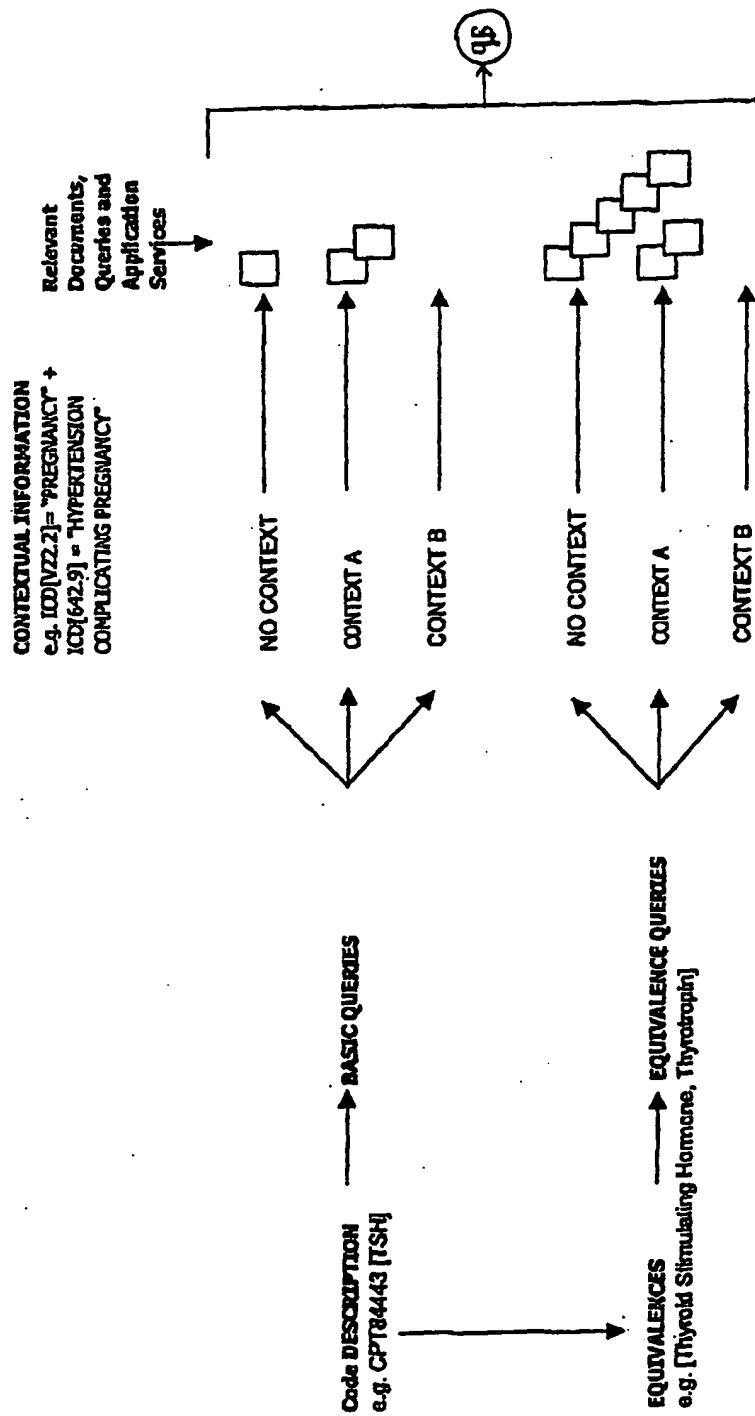 CONTEXTUAL INFORMATION
e.g. ICD[V22.2]= "PREGNANCY" +
ICD[642.9] = "HYPERTENSION
COMPLICATING PREGNANCY"
Relevant
Documents,
Queries and
Application
Services
Code DESCRIPTION
e.g. CPT84443 [TSH]
BASIC QUERIES
NO CONTEXT
CONTEXT A
CONTEXT B
9b
EQUIVALENCES
e.g. [Thyroid Stimulating Hormone, Thyrotropin]
EQUIVALENCE QUERIES
NO CONTEXT
CONTEXT A
CONTEXT B